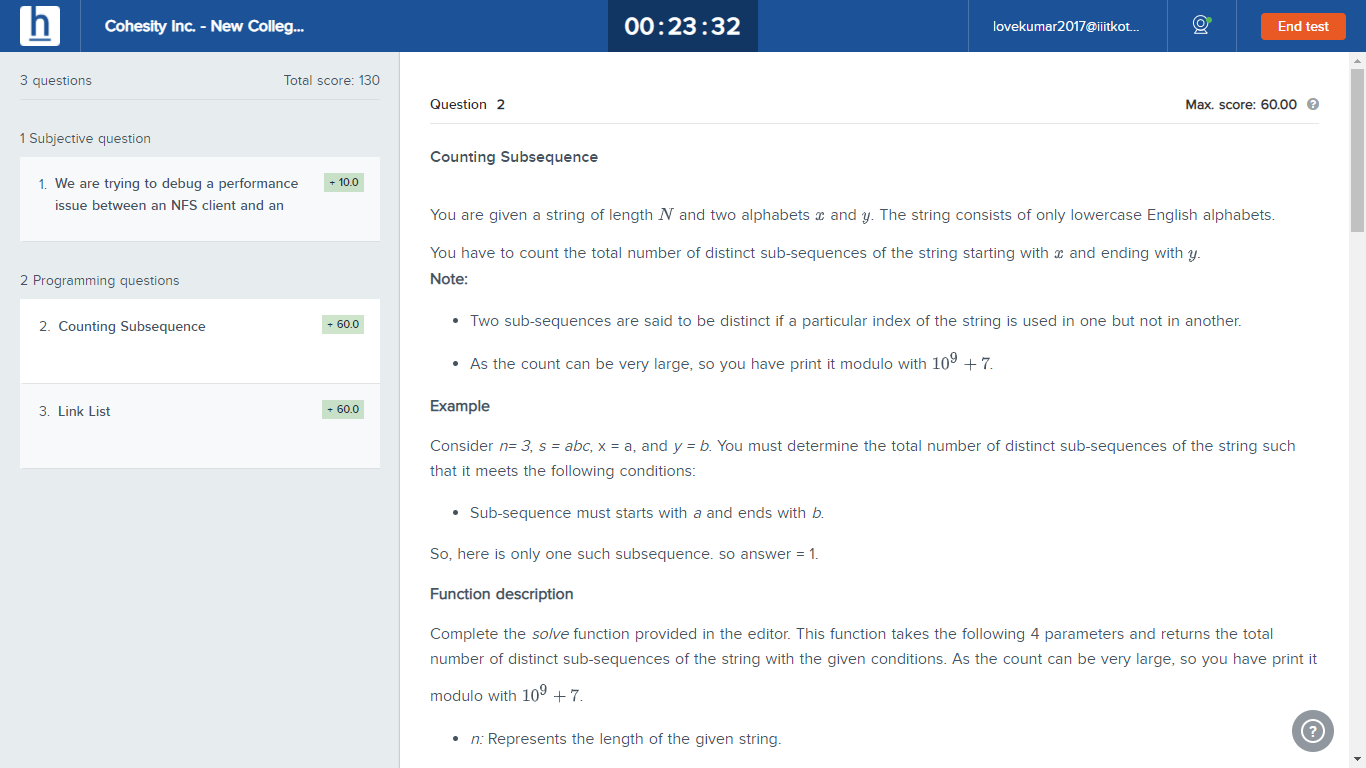 h
Cohesity Inc. - New Colleg...
00:23:32
lovekumar2017@iiitkot...
End test
3 questions
Total score: 130
1 Subjective question
1. We are trying to debug a performance
issue between an NFS client and an
+ 10.0
2 Programming questions
2. Counting Subsequence
+ 60.0
3. Link List
+ 60.0
Question 2
Max. score: 60.00 ?
Counting Subsequence
You are given a string of length N and two alphabets x and y. The string consists of only lowercase English alphabets.
You have to count the total number of distinct sub-sequences of the string starting with x and ending with y.
Note:
• Two sub-sequences are said to be distinct if a particular index of the string is used in one but not in another.
• As the count can be very large, so you have print it modulo with 10⁹ + 7.
Example
Consider n= 3, s = abc, x = a, and y = b. You must determine the total number of distinct sub-sequences of the string such
that it meets the following conditions:
• Sub-sequence must starts with a and ends with b.
So, here is only one such subsequence. so answer = 1.
Function description
Complete the solve function provided in the editor. This function takes the following 4 parameters and returns the total
number of distinct sub-sequences of the string with the given conditions. As the count can be very large, so you have print it
modulo with 10⁹ + 7.
• n: Represents the length of the given string.
?